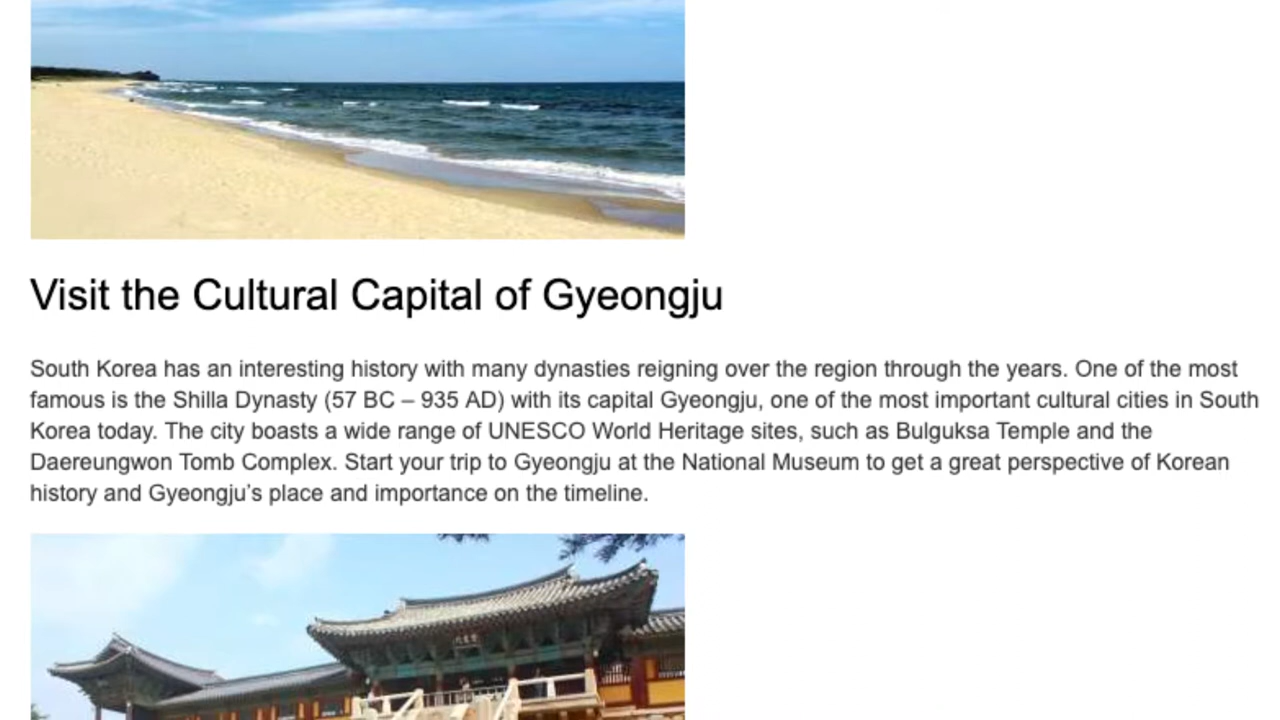 Visit the Cultural Capital of Gyeongju
South Korea has an interesting history with many dynasties reigning over the region through the years. One of the most
famous is the Shilla Dynasty (57 BC – 935 AD) with its capital Gyeongju, one of the most important cultural cities in South
Korea today. The city boasts a wide range of UNESCO World Heritage sites, such as Bulguksa Temple and the
Daereungwon Tomb Complex. Start your trip to Gyeongju at the National Museum to get a great perspective of Korean
history and Gyeongju’s place and importance on the timeline.